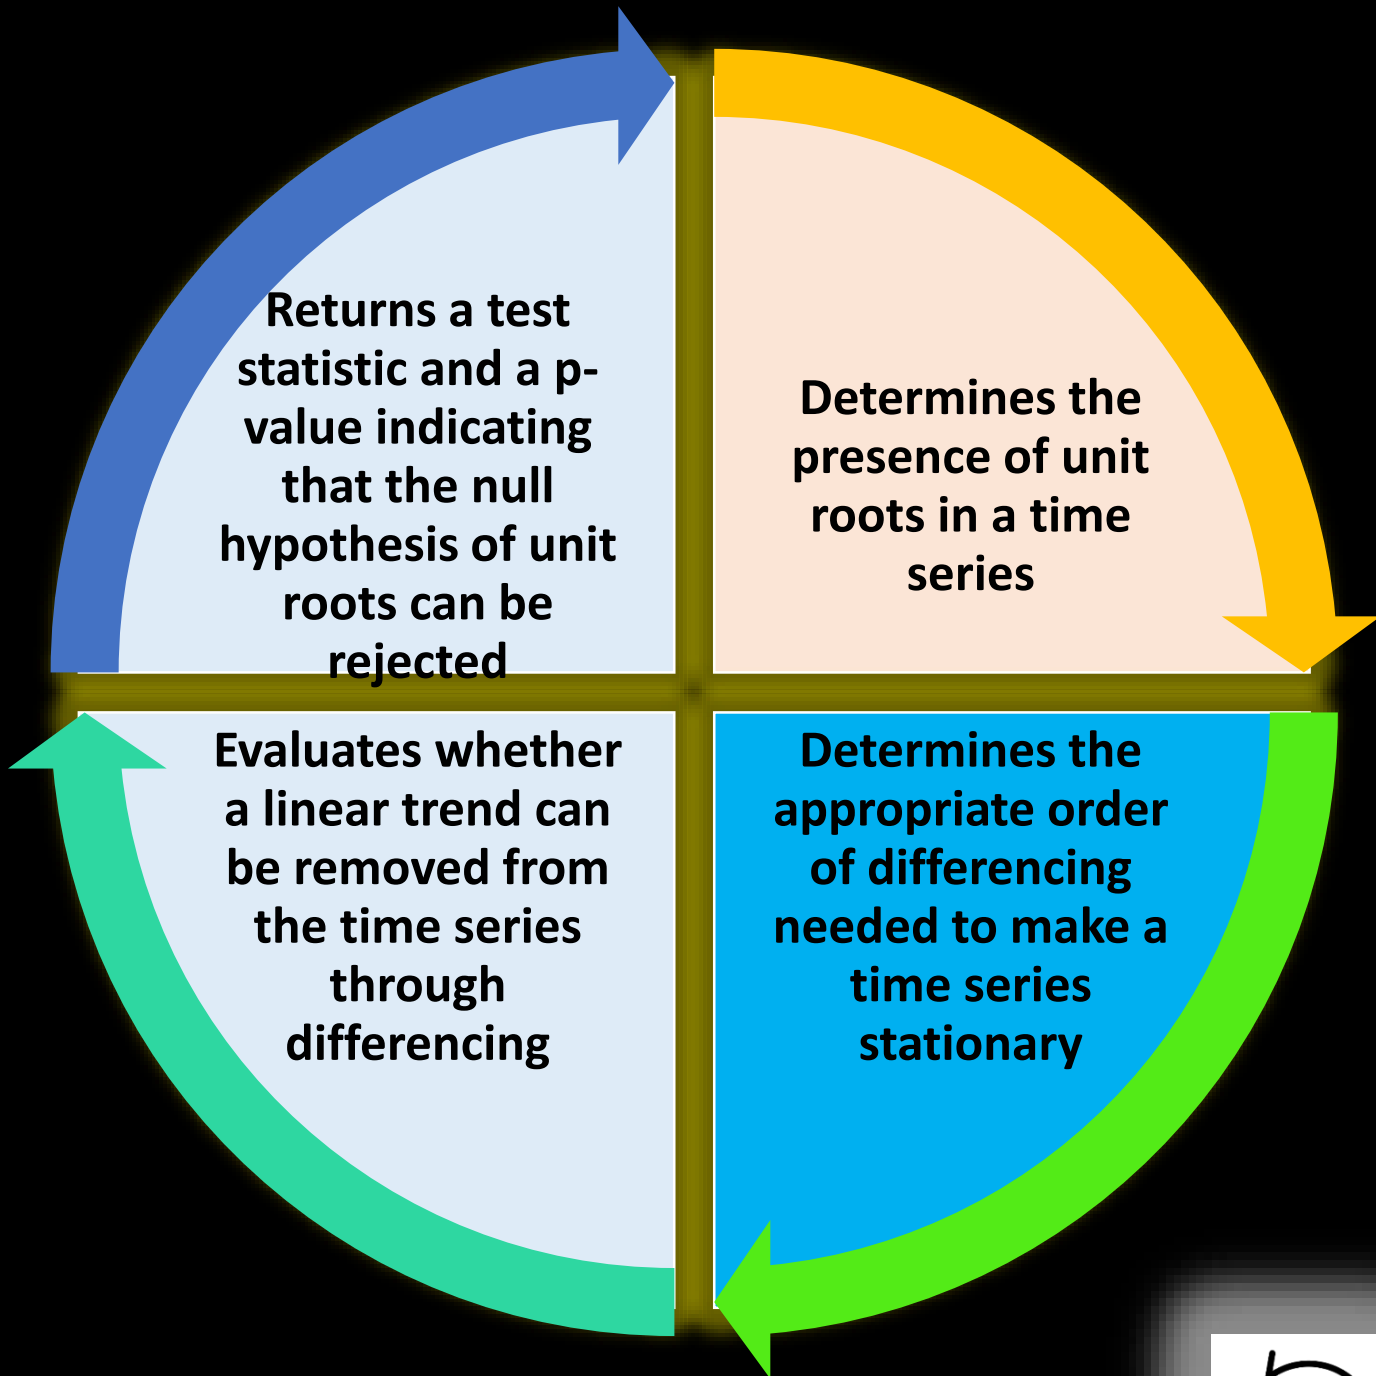 Returns a test
statistic and a p-
value indicating
that the null
hypothesis of unit
roots can be
rejected
Determines the
presence of unit
roots in a time
series
Evaluates whether
a linear trend can
be removed from
the time series
through
differencing
Determines the
appropriate order
of differencing
needed to make a
time series
stationary